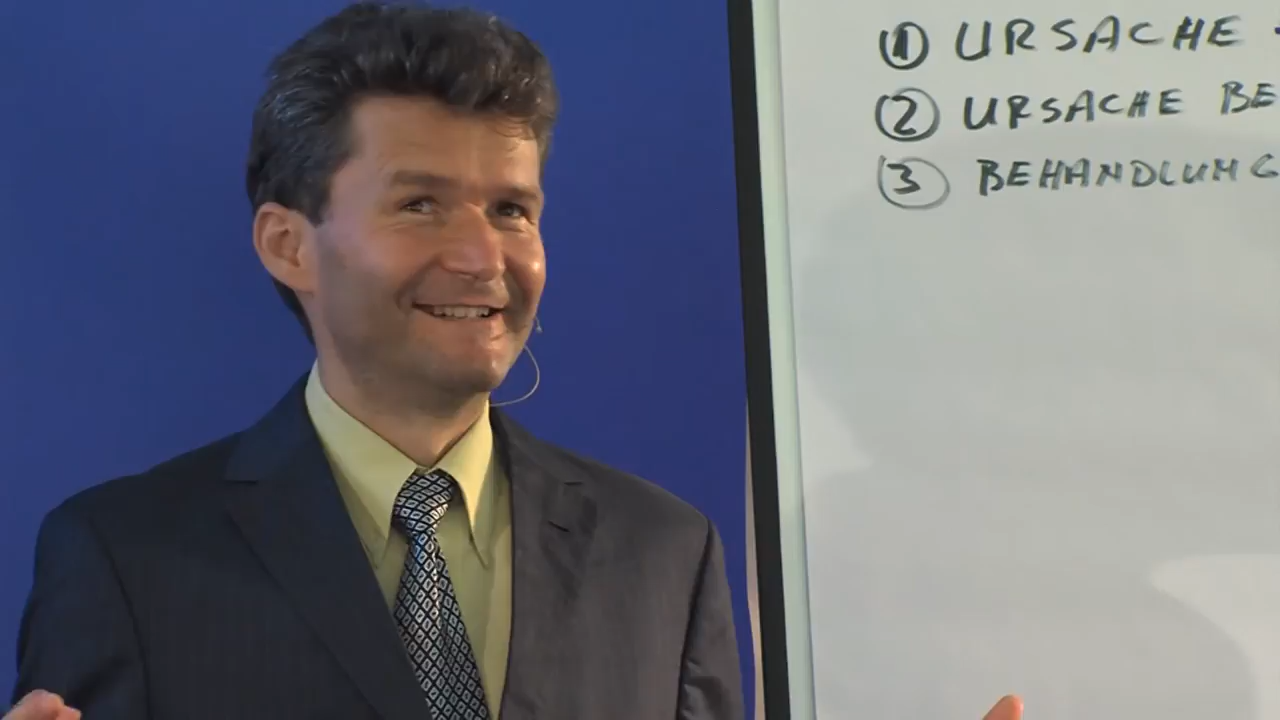 ① URSACHE -
② URSACHE BE
③ BEHANDLUNG